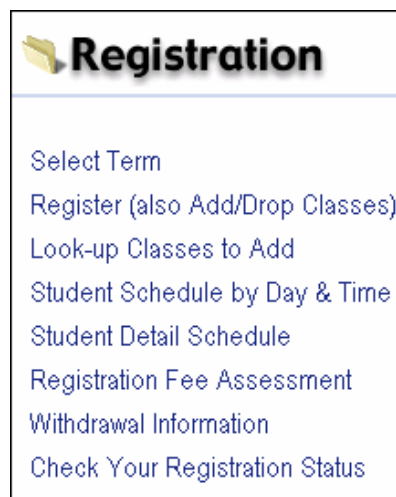 Registration
Select Term
Register (also Add/Drop Classes)
Look-up Classes to Add
Student Schedule by Day & Time
Student Detail Schedule
Registration Fee Assessment
Withdrawal Information
Check Your Registration Status